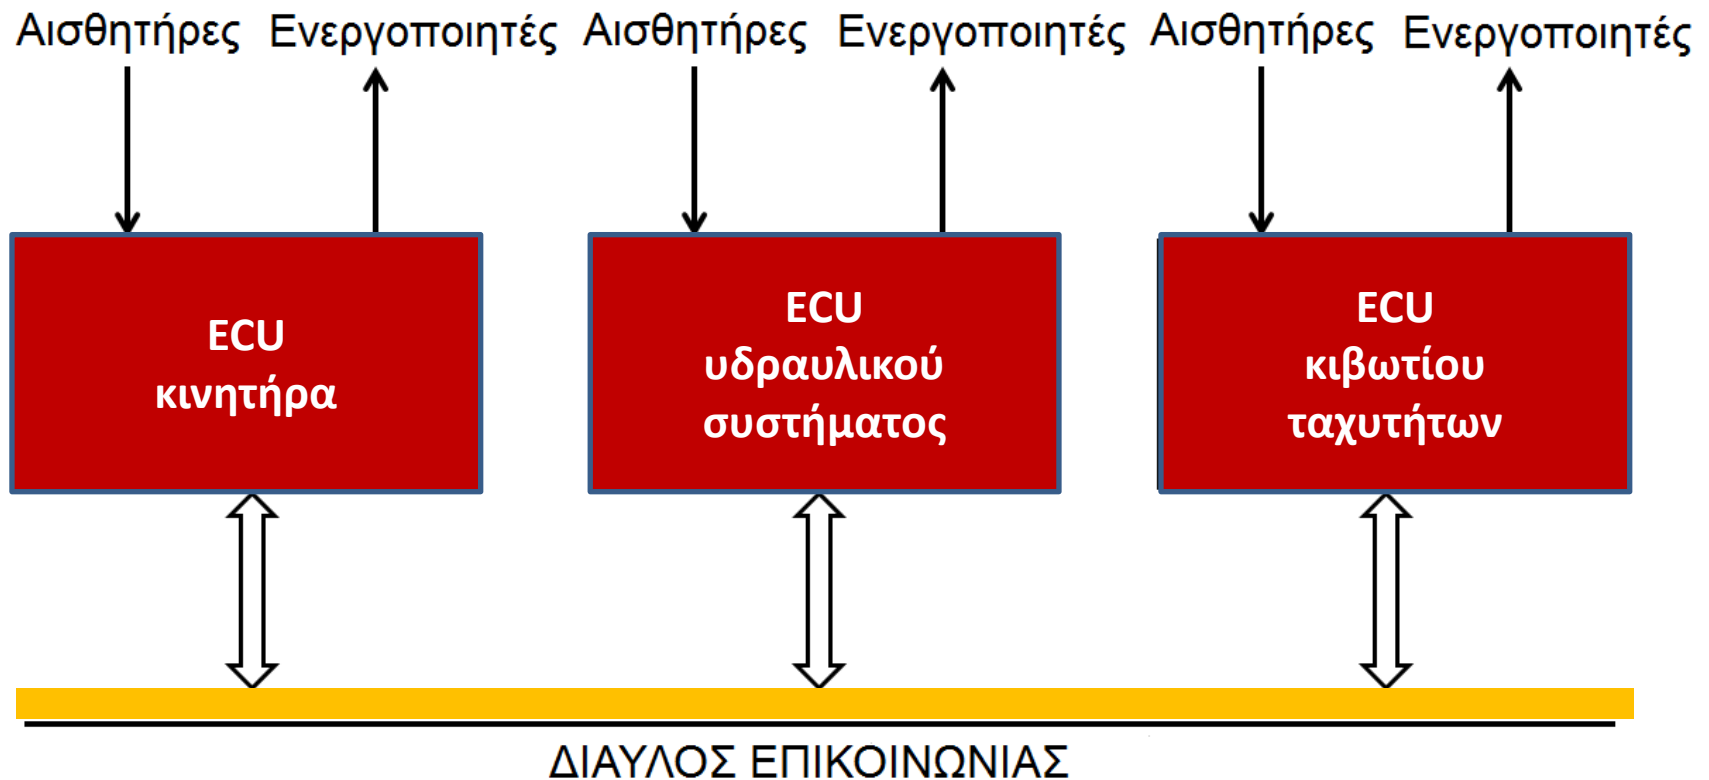 Αισθητήρες Ενεργοποιητές Αισθητήρες Ενεργοποιητές Αισθητήρες Ενεργοποιητές
ECU
κινητήρα
ECU
υδραυλικού
συστήματος
ECU
κιβωτίου
ταχυτήτων
ΔΙΑΥΛΟΣ ΕΠΙΚΟΙΝΩΝΙΑΣ